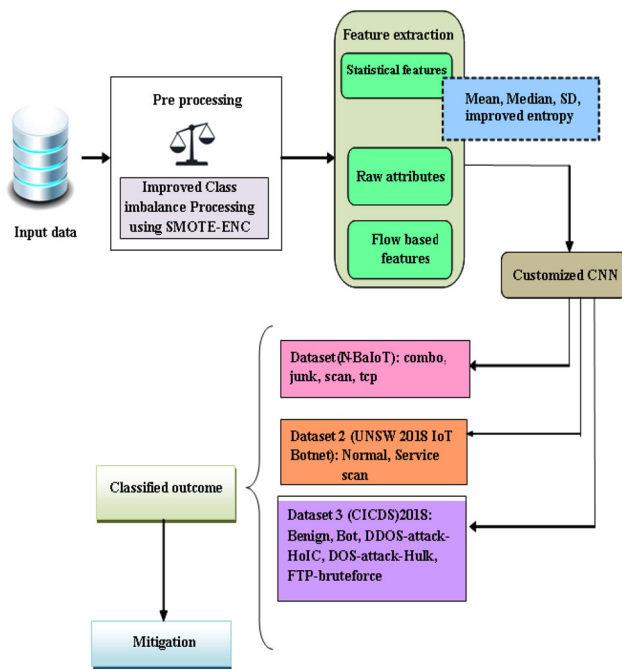 Feature extraction
Statistical features
Pre processing
Mean, Median, SD,
improved entropy
Improved Class
imbalance Processing
using SMOTE-ENC
Raw attributes
Input data
Flow based
features
Customized CNN
Dataset(N-BaIoT): combo,
junk, scan, tcp
Dataset 2 (UNSW 2018 IoT
Botnet): Normal, Service
scan
Classified outcome
Dataset 3 (CICDS)2018:
Benign, Bot, DDOS-attack-
HoIC, DOS-attack-Hulk,
FTP-bruteforce
Mitigation